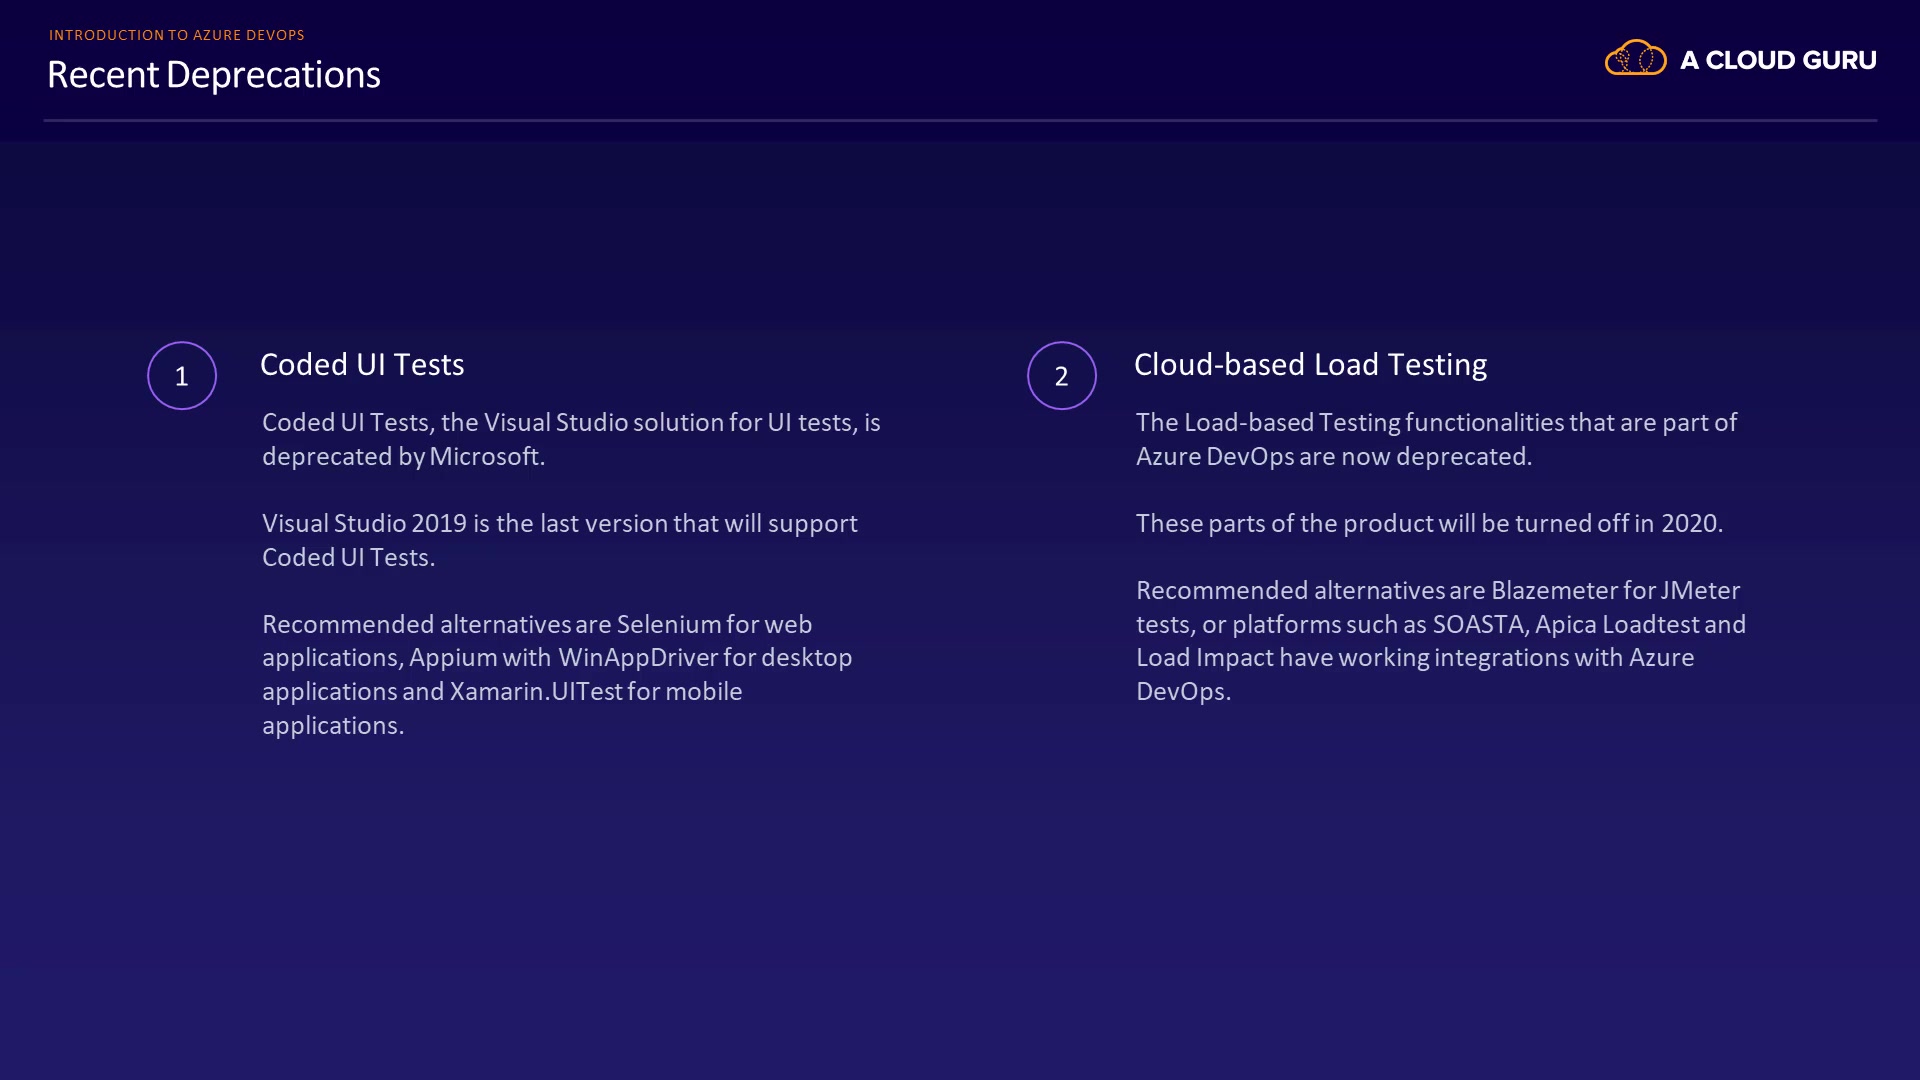 INTRODUCTION TO AZURE DEVOPS
Recent Deprecations
A CLOUD GURU
1
Coded UI Tests
Coded UI Tests, the Visual Studio solution for UI tests, is
deprecated by Microsoft.
Visual Studio 2019 is the last version that will support
Coded UI Tests.
Recommended alternatives are Selenium for web
applications, Appium with WinAppDriver for desktop
applications and Xamarin.UITest for mobile
applications.
2
Cloud-based Load Testing
The Load-based Testing functionalities that are part of
Azure DevOps are now deprecated.
These parts of the product will be turned off in 2020.
Recommended alternatives are Blazemeter for JMeter
tests, or platforms such as SOASTA, Apica Loadtest and
Load Impact have working integrations with Azure
DevOps.